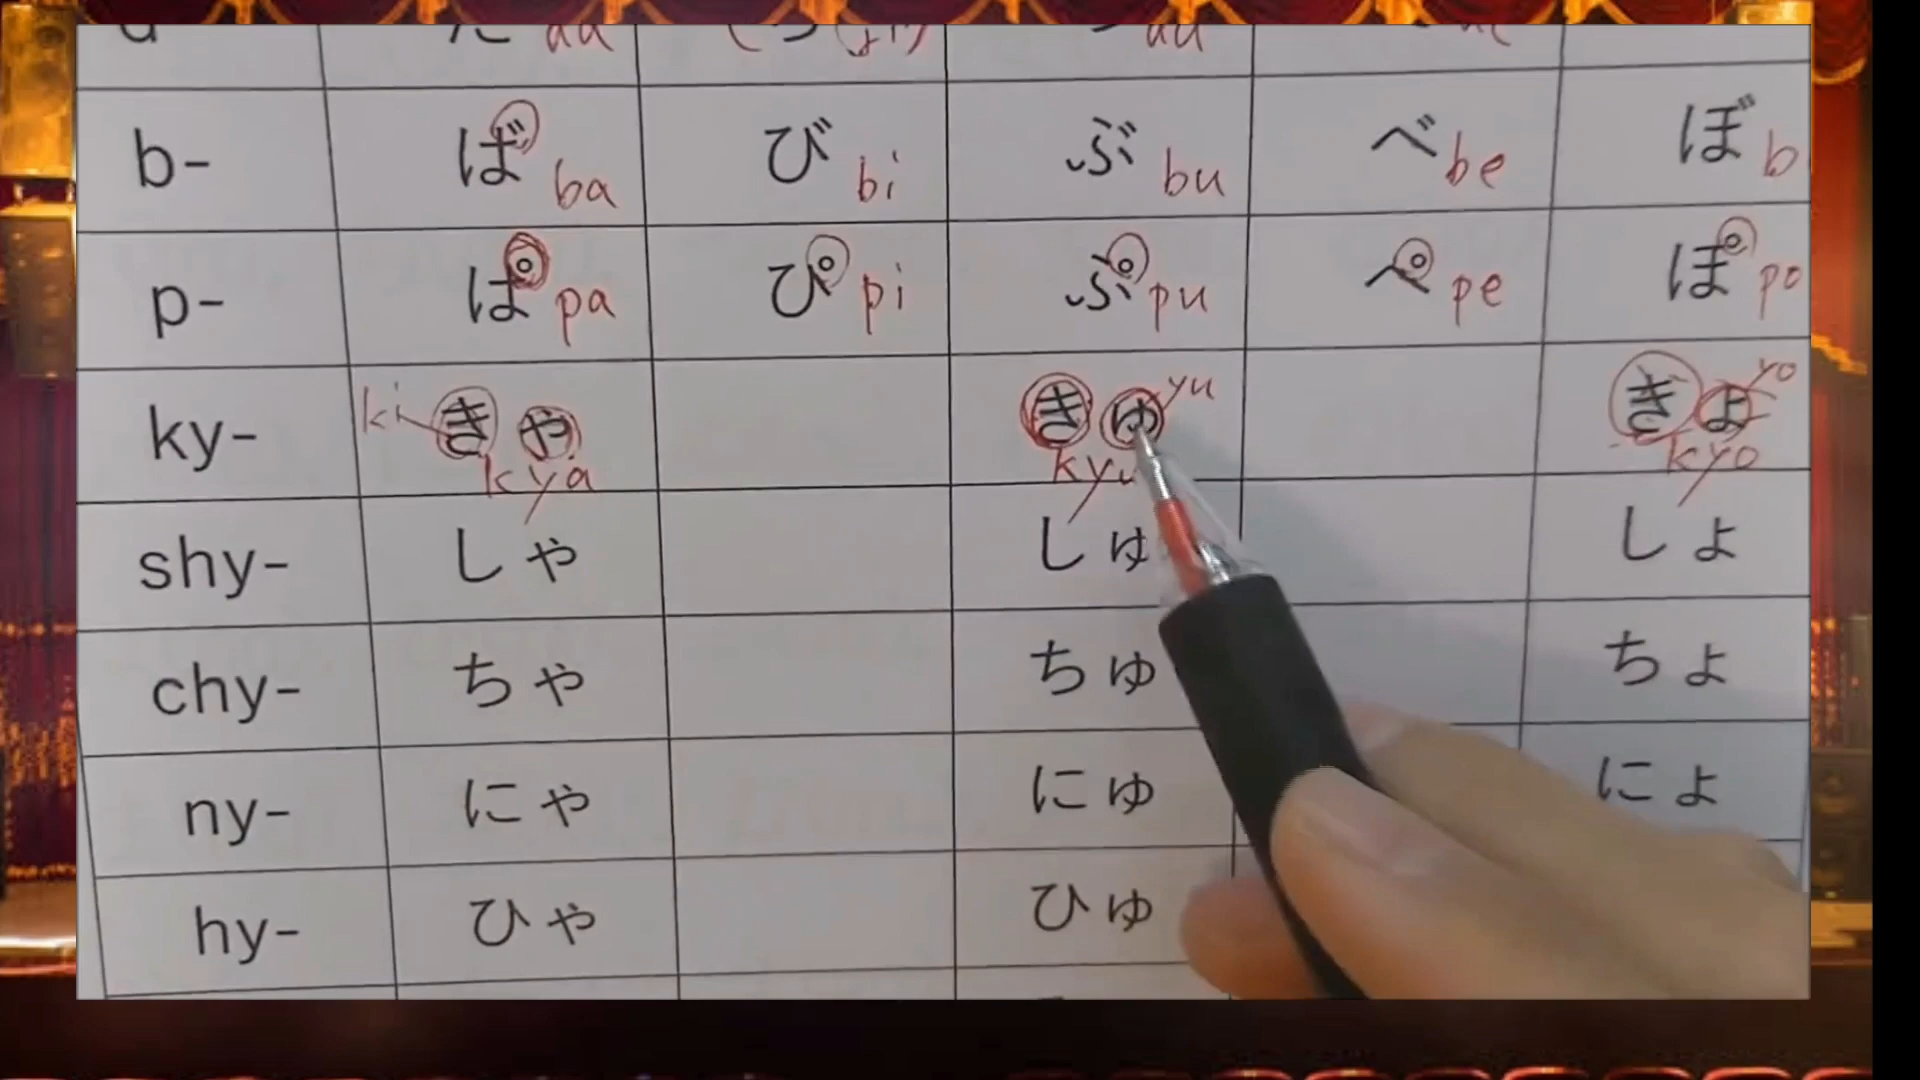 b- ば ba び bi ぶ bu べ be ぼ b
p- ぱ pa ぴ pi ぷ pu ぺ pe ぽ po
ky- ki きゃ kya きゅ yu きょ yo kyo
shy- しゃ しゅ しょ
chy- ちゃ ちゅ ちょ
ny- にゃ にゅ にょ
hy- ひゃ ひゅ